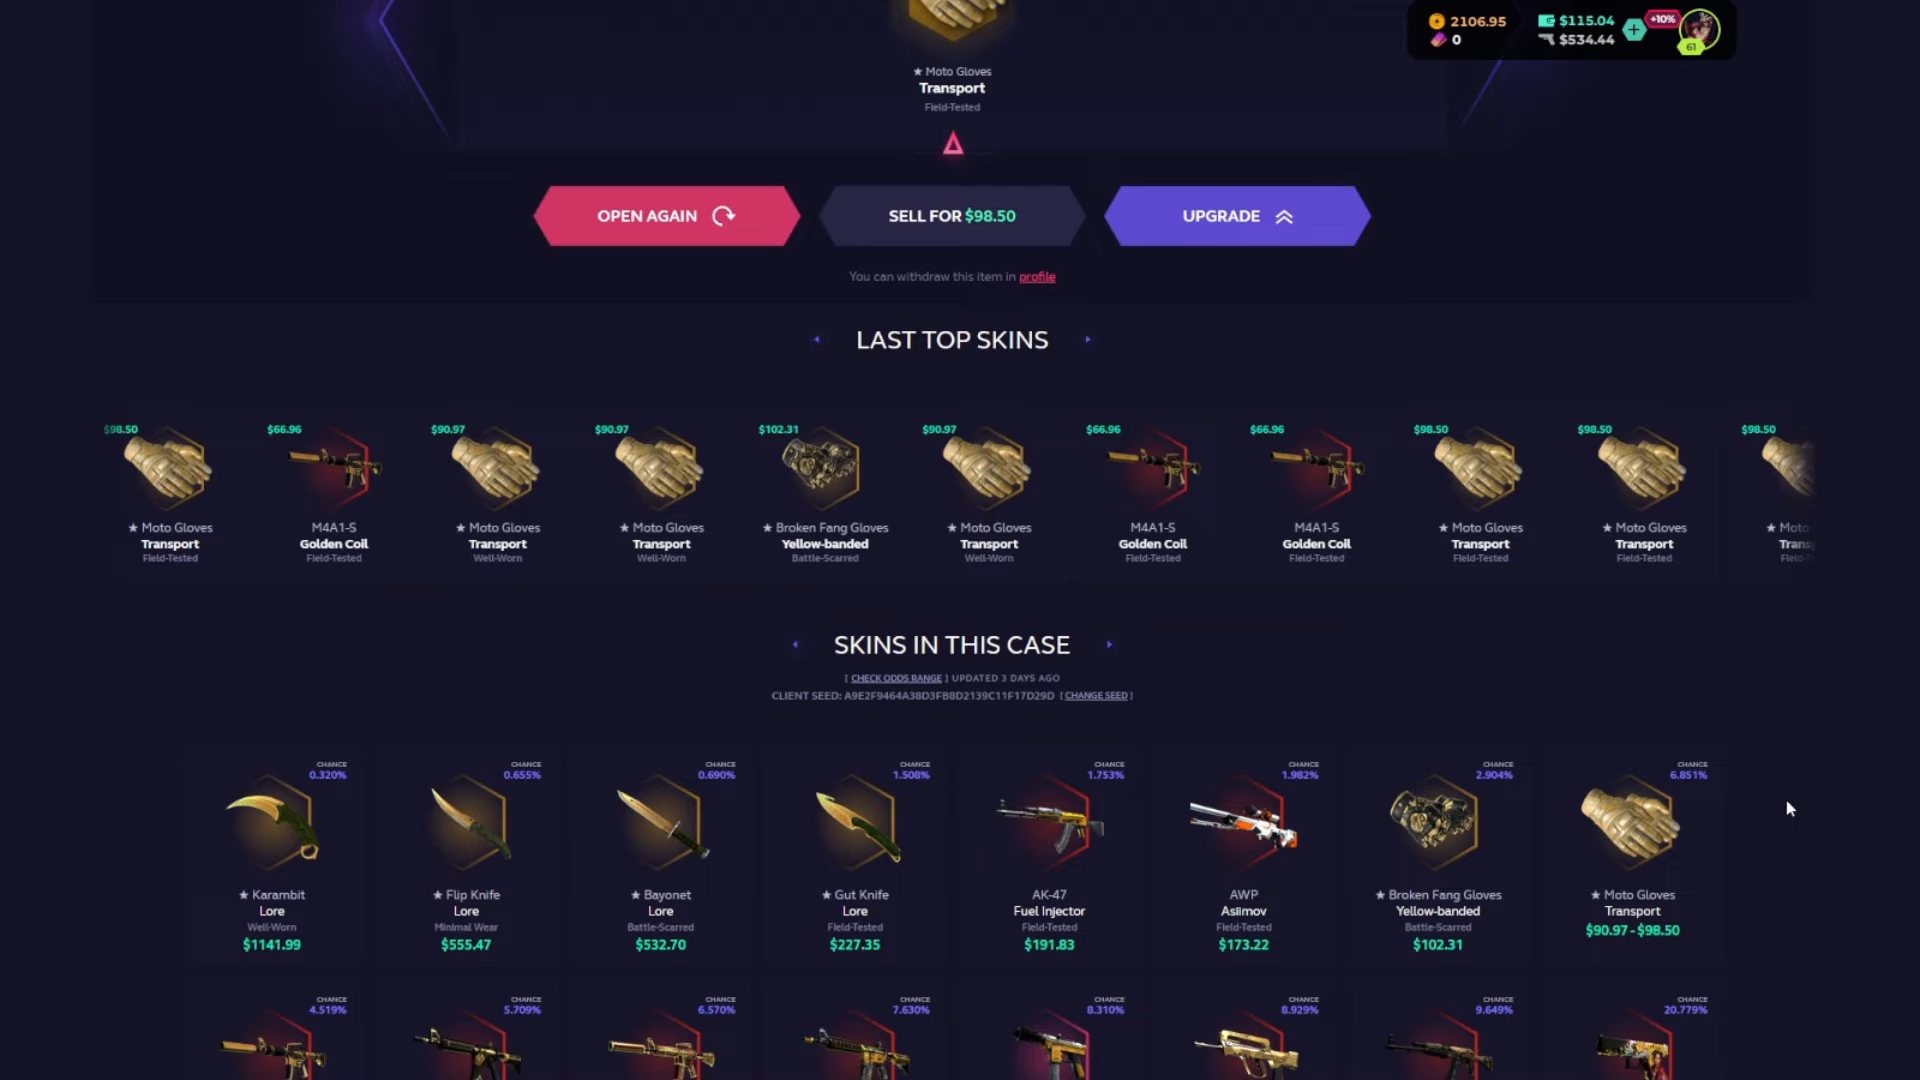 2106.95
$115.04
+10%
0
$534.44
61
★ Moto Gloves
Transport
Field-Tested
OPEN AGAIN
SELL FOR $98.50
UPGRADE
You can withdraw this item in profile
LAST TOP SKINS
$98.50
$66.96
$90.97
$90.97
$102.31
$90.97
$66.96
$66.96
$98.50
$98.50
$98.50
★ Moto Gloves
Transport
Field-Tested
M4A1-S
Golden Coil
Field-Tested
★ Moto Gloves
Transport
Well-Worn
★ Moto Gloves
Transport
Well-Worn
★ Broken Fang Gloves
Yellow-banded
Battle-Scarred
★ Moto Gloves
Transport
Well-Worn
M4A1-S
Golden Coil
Field-Tested
M4A1-S
Golden Coil
Field-Tested
★ Moto Gloves
Transport
Field-Tested
★ Moto Gloves
Transport
Field-Tested
★ Moto
SKINS IN THIS CASE
[ CHECK ODDS RANGE ] UPDATED 3 DAYS AGO
CLIENT SEED: A9E2F9464A38D3FB8D2139C11F17D29D [ CHANGE SEED ]
CHANCE
0.320%
★ Karambit
Lore
Well-Worn
$1141.99
CHANCE
0.655%
★ Flip Knife
Lore
Minimal Wear
$555.47
CHANCE
0.690%
★ Bayonet
Lore
Battle-Scarred
$532.70
CHANCE
1.508%
★ Gut Knife
Lore
Field-Tested
$227.35
CHANCE
1.753%
AK-47
Fuel Injector
Field-Tested
$191.83
CHANCE
1.982%
AWP
Asiimov
Field-Tested
$173.22
CHANCE
2.904%
★ Broken Fang Gloves
Yellow-banded
Battle-Scarred
$102.31
CHANCE
6.851%
★ Moto Gloves
Transport
$90.97 - $98.50
CHANCE
4.519%
CHANCE
5.709%
CHANCE
6.570%
CHANCE
7.630%
CHANCE
8.310%
CHANCE
8.929%
CHANCE
9.649%
CHANCE
20.779%